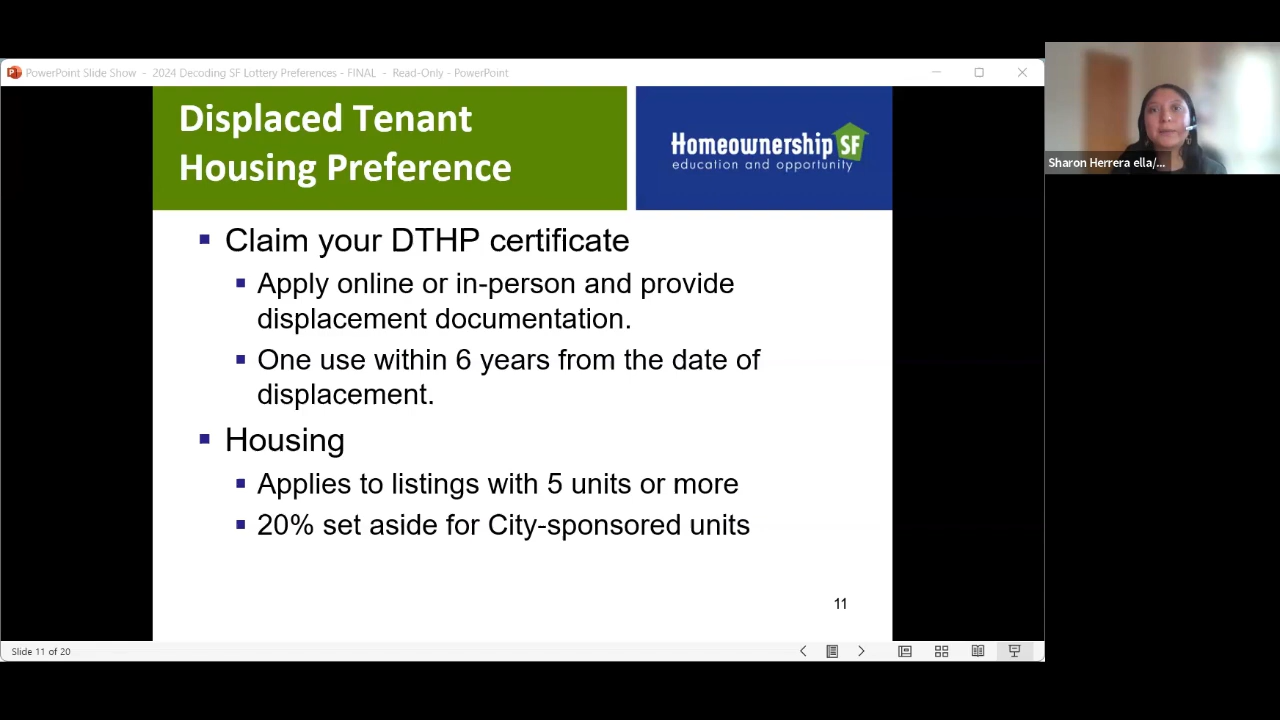 PowerPoint Slide Show - 2024 Decoding SF Lottery Preferences - FINAL - Read-Only - PowerPoint
Displaced Tenant
Housing Preference
Homeownership SF
education and opportunity
Sharon Herrera ella/...
▪ Claim your DTHP certificate
▪ Apply online or in-person and provide
displacement documentation.
▪ One use within 6 years from the date of
displacement.
▪ Housing
▪ Applies to listings with 5 units or more
▪ 20% set aside for City-sponsored units
11
Slide 11 of 20